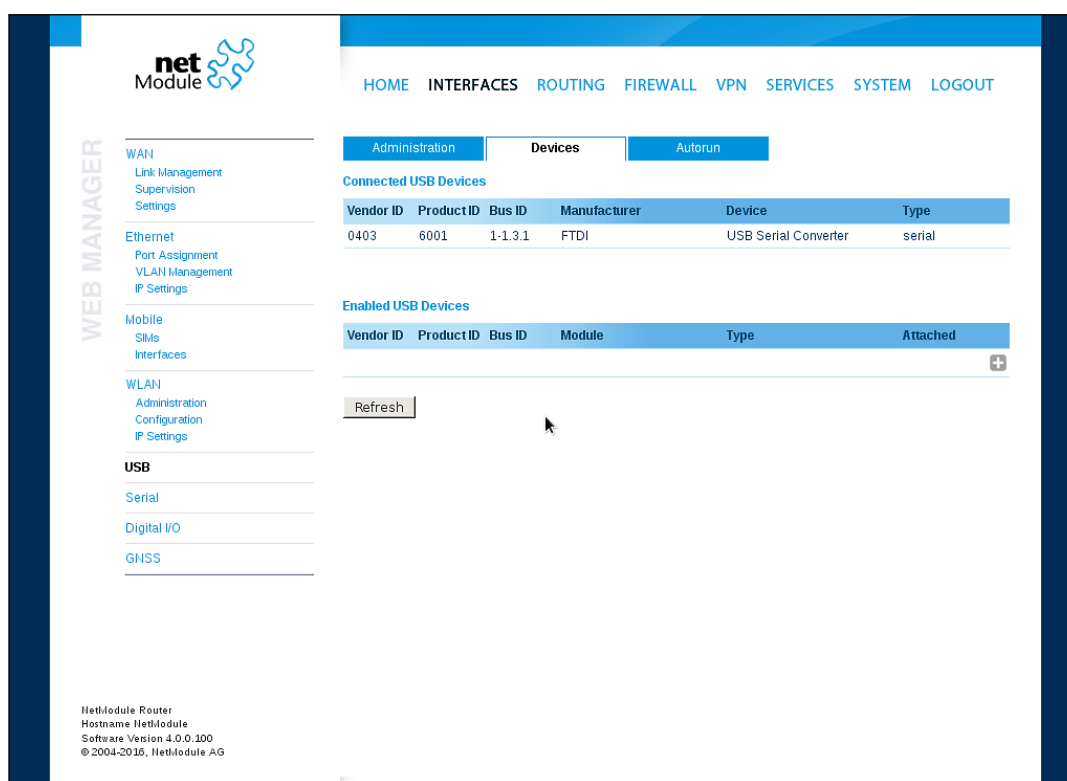 net
Module
HOME INTERFACES ROUTING FIREWALL VPN SERVICES SYSTEM LOGOUT
WEB MANAGER
WAN
Link Management
Supervision
Settings
Ethernet
Port Assignment
VLAN Management
IP Settings
Mobile
SIMs
Interfaces
WLAN
Administration
Configuration
IP Settings
USB
Serial
Digital I/O
GNSS
Administration Devices Autorun
Connected USB Devices
Vendor ID Product ID Bus ID Manufacturer Device Type
0403 6001 1-1.3.1 FTDI USB Serial Converter serial
Enabled USB Devices
Vendor ID Product ID Bus ID Module Type Attached
Refresh
NetModule Router
Hostname NetModule
Software Version 4.0.0.100
© 2004-2016, NetModule AG